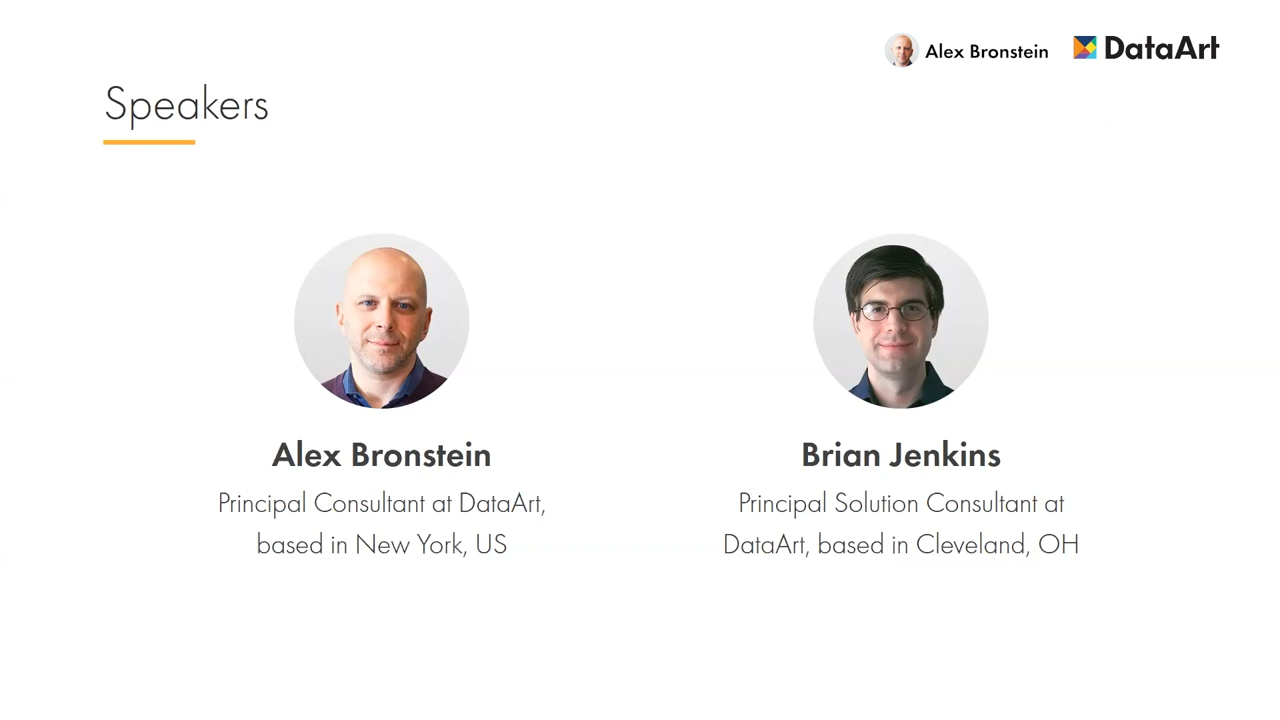 Alex Bronstein
DataArt
Speakers
Alex Bronstein
Principal Consultant at DataArt,
based in New York, US
Brian Jenkins
Principal Solution Consultant at
DataArt, based in Cleveland, OH